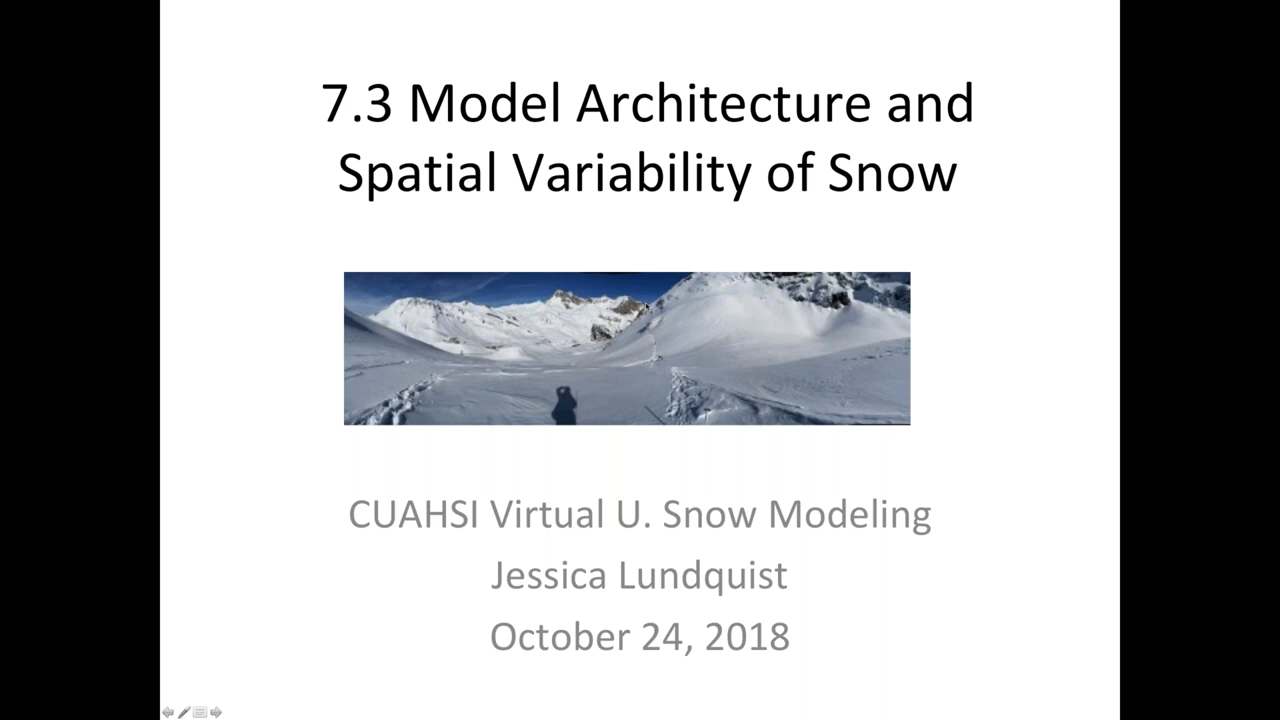 7.3 Model Architecture and
Spatial Variability of Snow
CUAHSI Virtual U. Snow Modeling
Jessica Lundquist
October 24, 2018